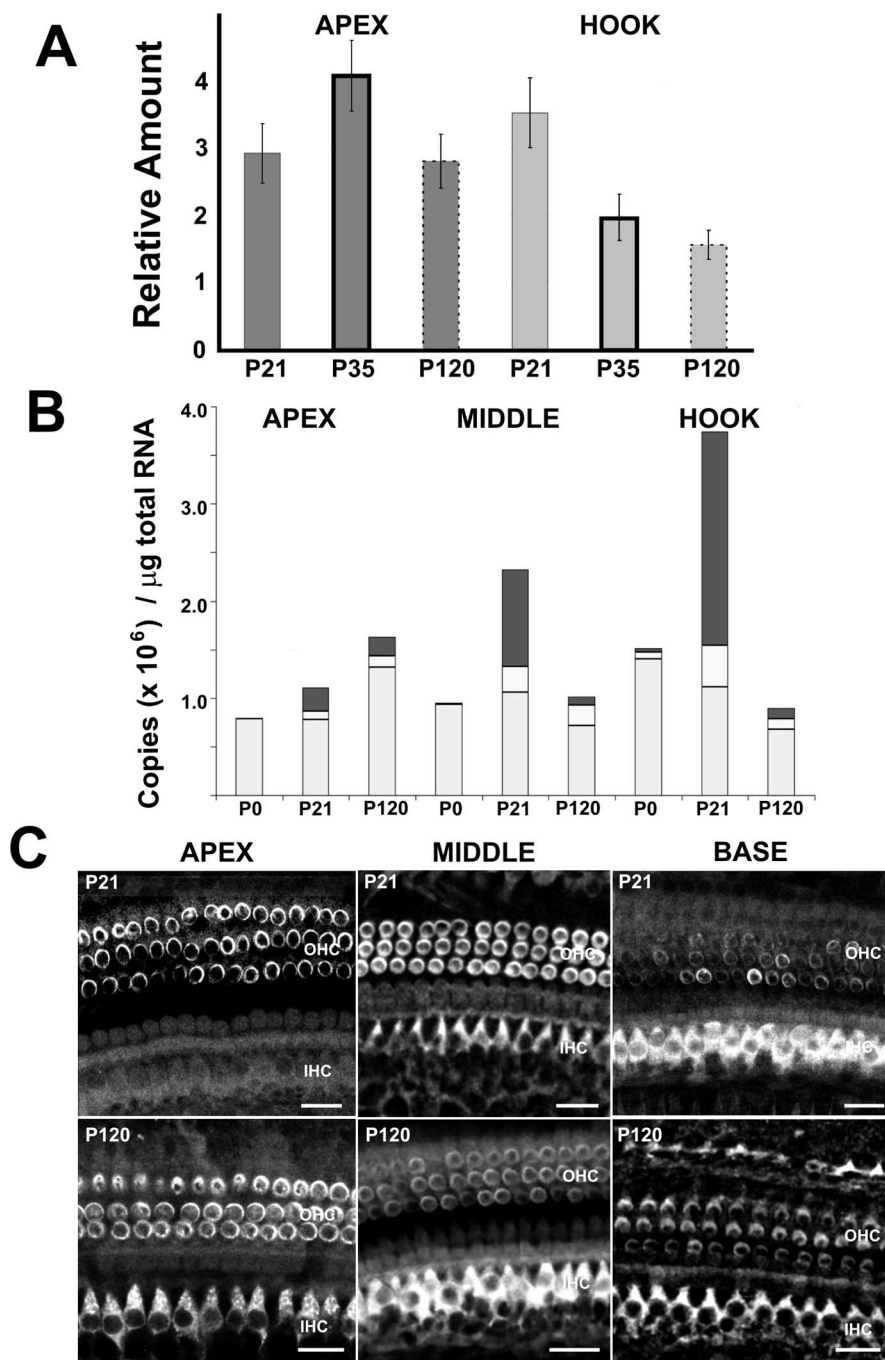 A
APEX HOOK
Relative Amount
4
3
2
1
0
P21 P35 P120 P21 P35 P120
B
APEX MIDDLE HOOK
Copies (x 10⁶) / µg total RNA
4.0
3.0
2.0
1.0
P0 P21 P120 P0 P21 P120 P0 P21 P120
C
APEX MIDDLE BASE
P21 P21 P21
OHC OHC OHC
IHC IHC IHC
P120 P120 P120
OHC OHC OHC
IHC IHC IHC